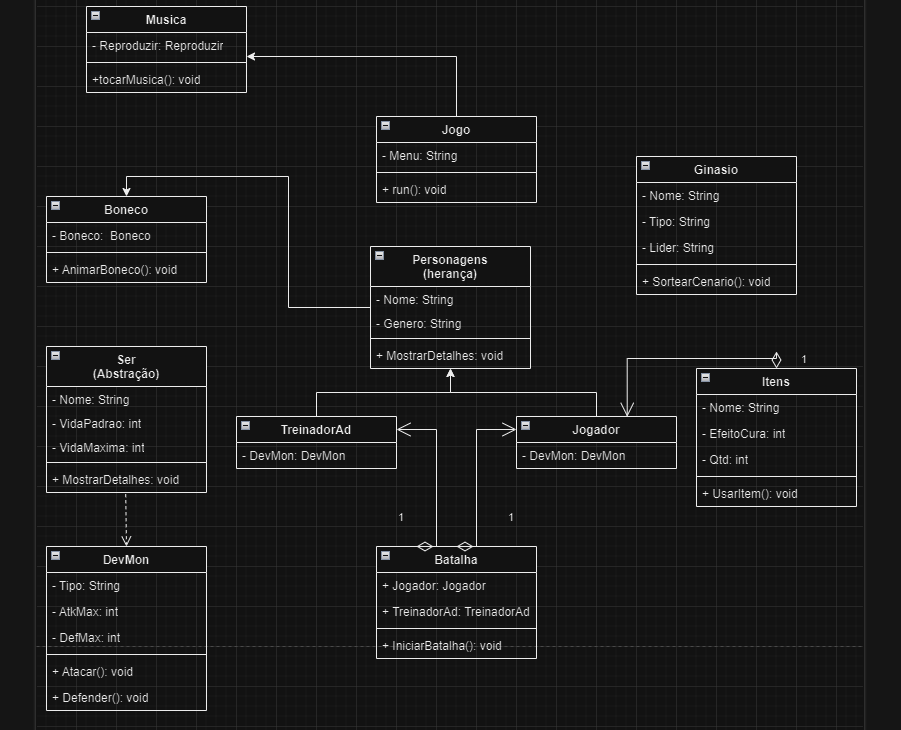 Musica
- Reproduzir: Reproduzir
+tocarMusica(): void
Jogo
- Menu: String
+ run(): void
Ginasio
- Nome: String
- Tipo: String
- Lider: String
+ SortearCenario(): void
Boneco
- Boneco:  Boneco
+ AnimarBoneco(): void
Personagens
(herança)
- Nome: String
- Genero: String
+ MostrarDetalhes: void
Ser
(Abstração)
- Nome: String
- VidaPadrao: int
- VidaMaxima: int
+ MostrarDetalhes: void
1
Itens
- Nome: String
- EfeitoCura: int
- Qtd: int
+ UsarItem(): void
TreinadorAd
- DevMon: DevMon
Jogador
- DevMon: DevMon
1
1
DevMon
- Tipo: String
- AtkMax: int
- DefMax: int
+ Atacar(): void
+ Defender(): void
Batalha
+ Jogador: Jogador
+ TreinadorAd: TreinadorAd
+ IniciarBatalha(): void